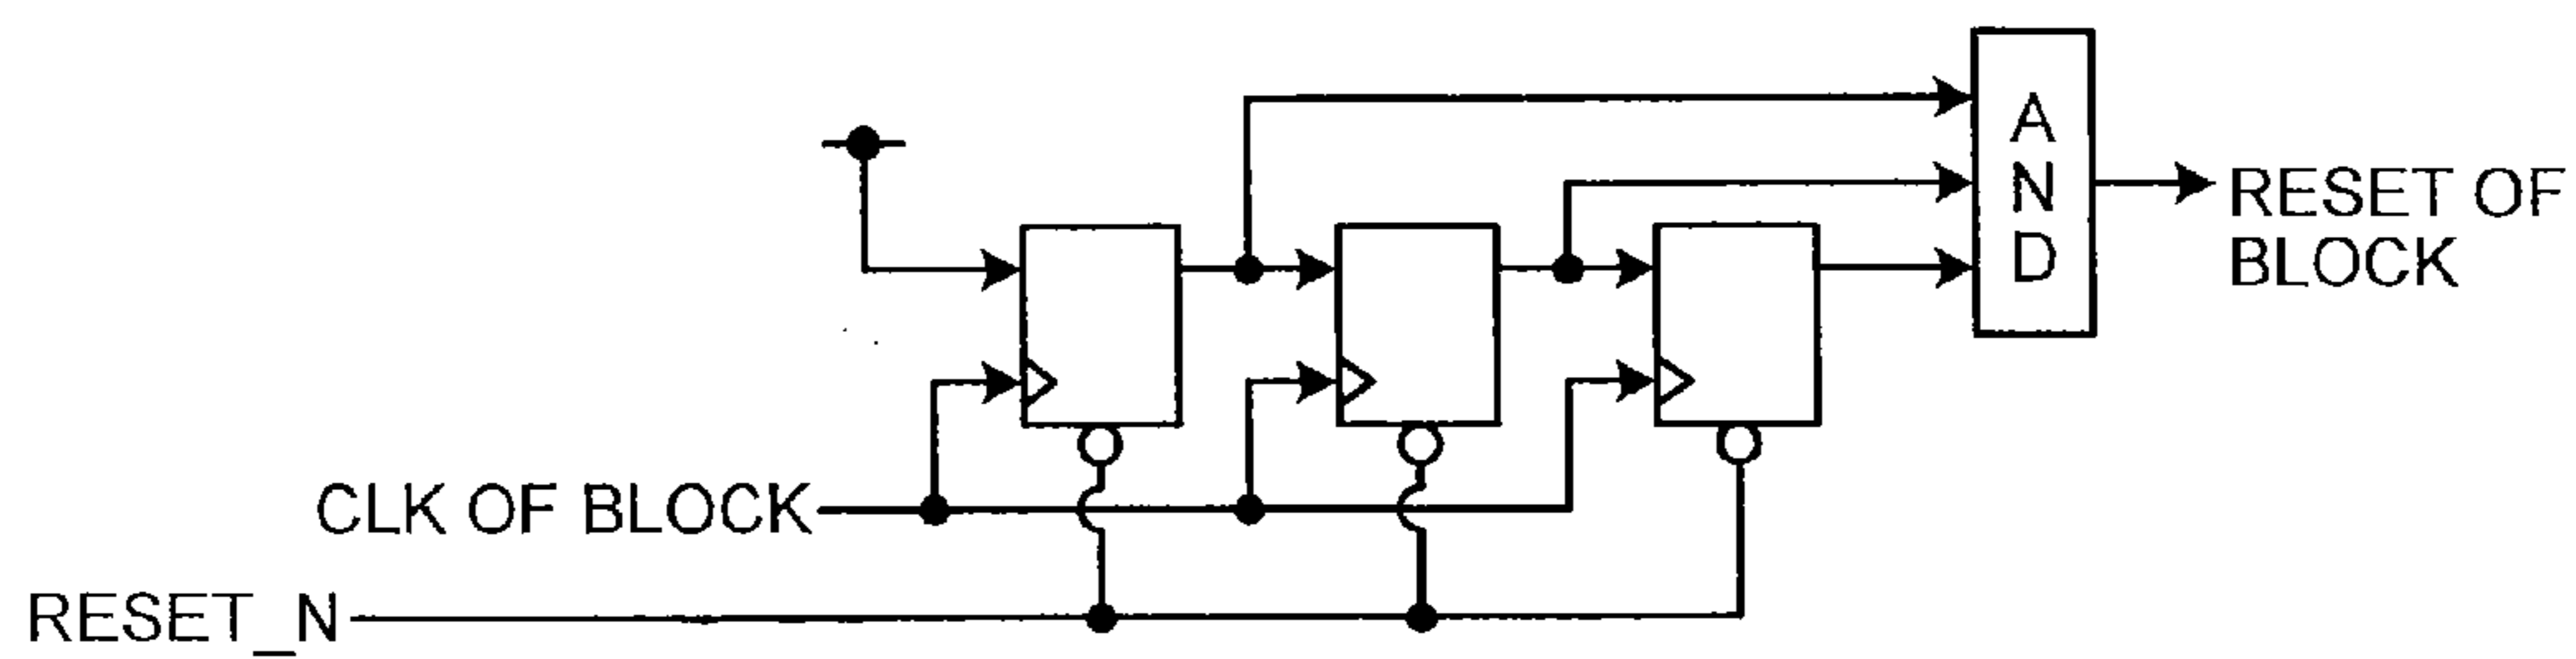 A
N
D
RESET OF
BLOCK
CLK OF BLOCK
RESET_N